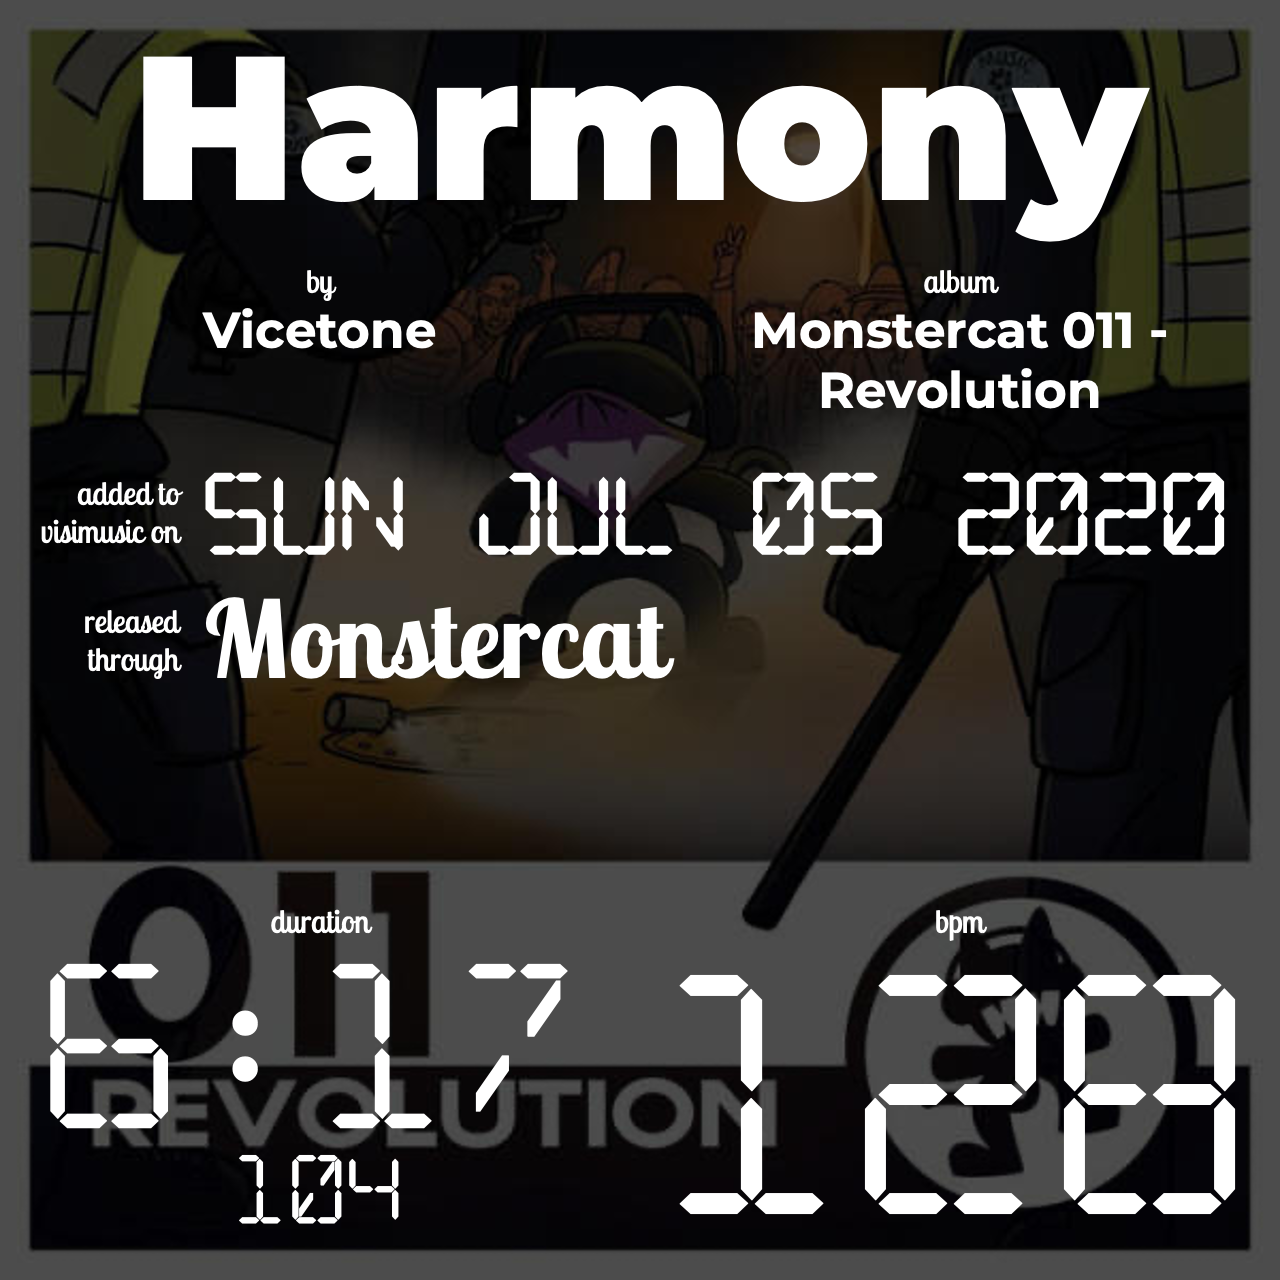 Harmony
by
Vicetone
album
Monstercat 011 -
Revolution
added to
visimusic on
SUN JUL 05 2020
released
through
Monstercat
duration
6:17
104
bpm
128
011
REVOLUTION
MUSIC